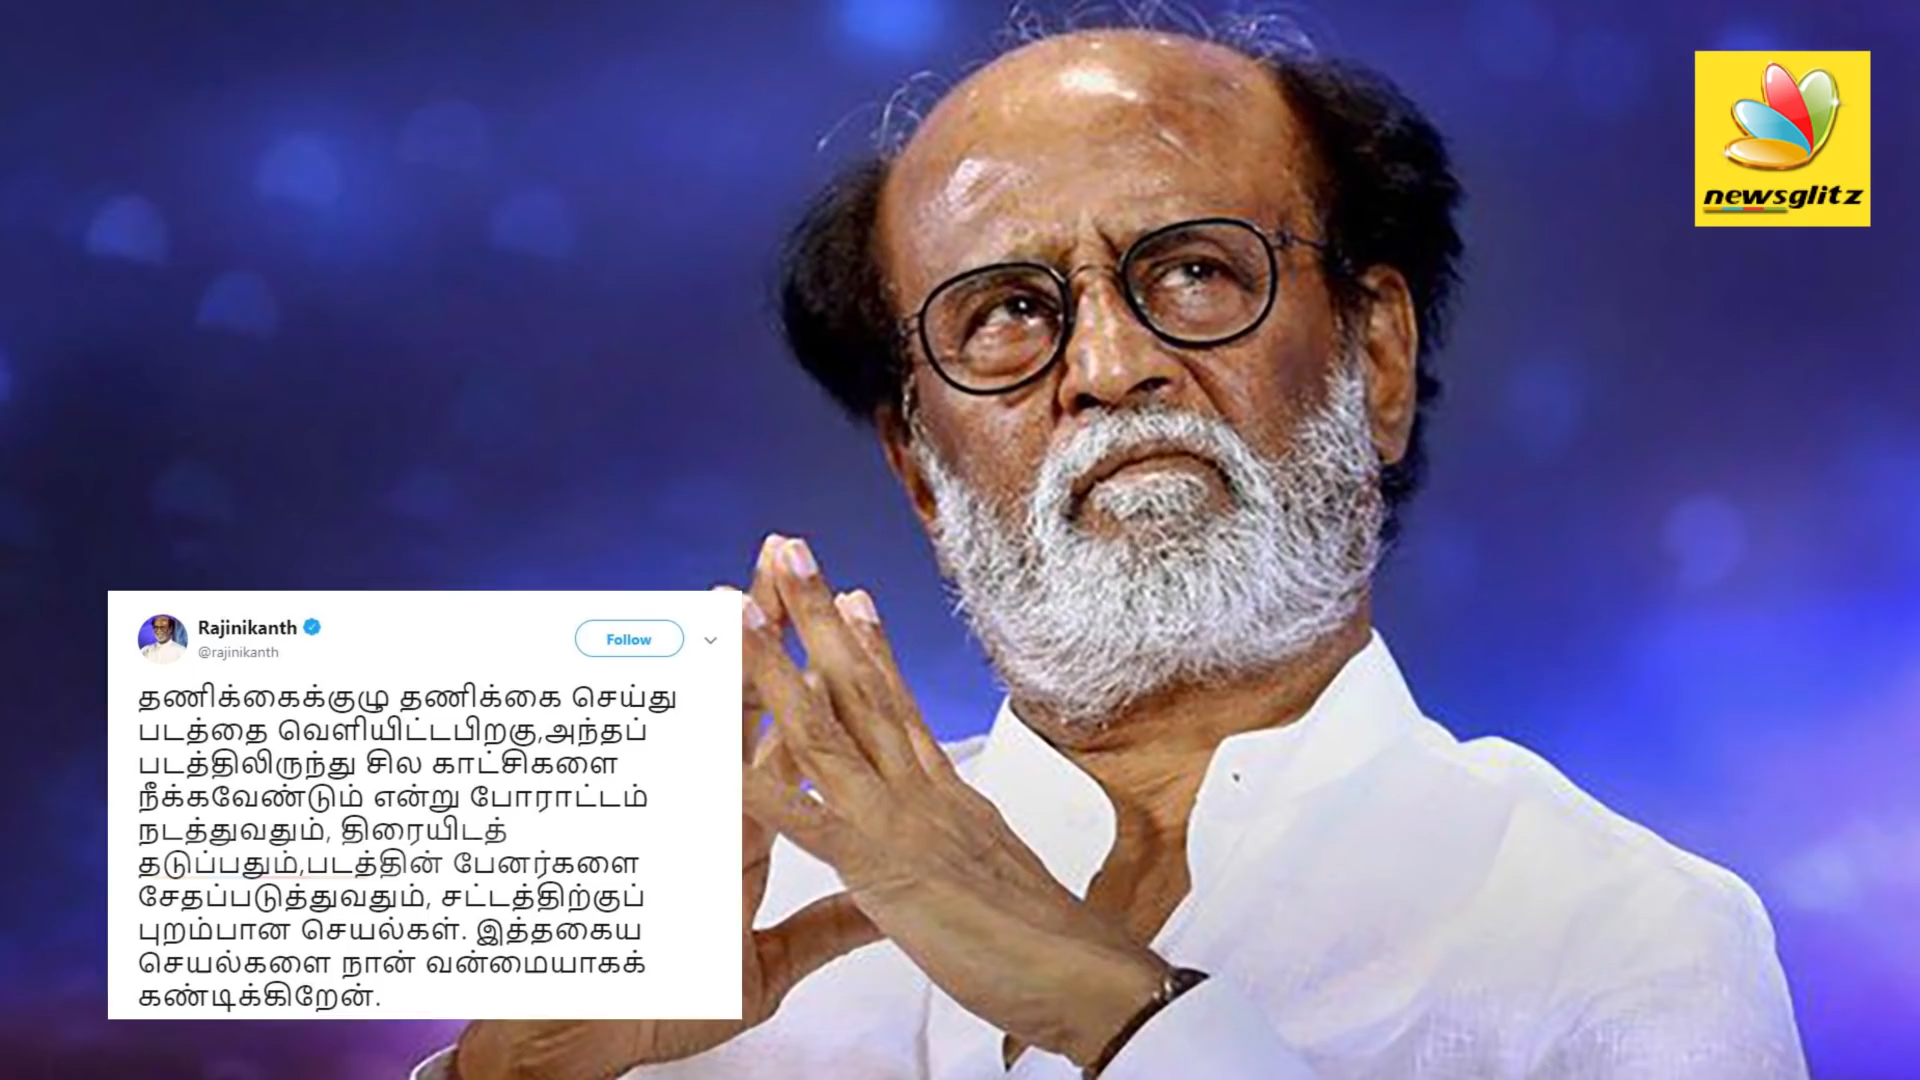 newsglitz
Rajinikanth
Follow
@rajinikanth
தணிக்கைக்குழு தணிக்கை செய்து
படத்தை வெளியிட்டபிறகு,அந்தப்
படத்திலிருந்து சில காட்சிகளை
நீக்கவேண்டும் என்று போராட்டம்
நடத்துவதும், திரையிடத்
தடுப்பதும்,படத்தின் பேனர்களை
சேதப்படுத்துவதும், சட்டத்திற்குப்
புறம்பான செயல்கள். இத்தகைய
செயல்களை நான் வன்மையாகக்
கண்டிக்கிறேன்.